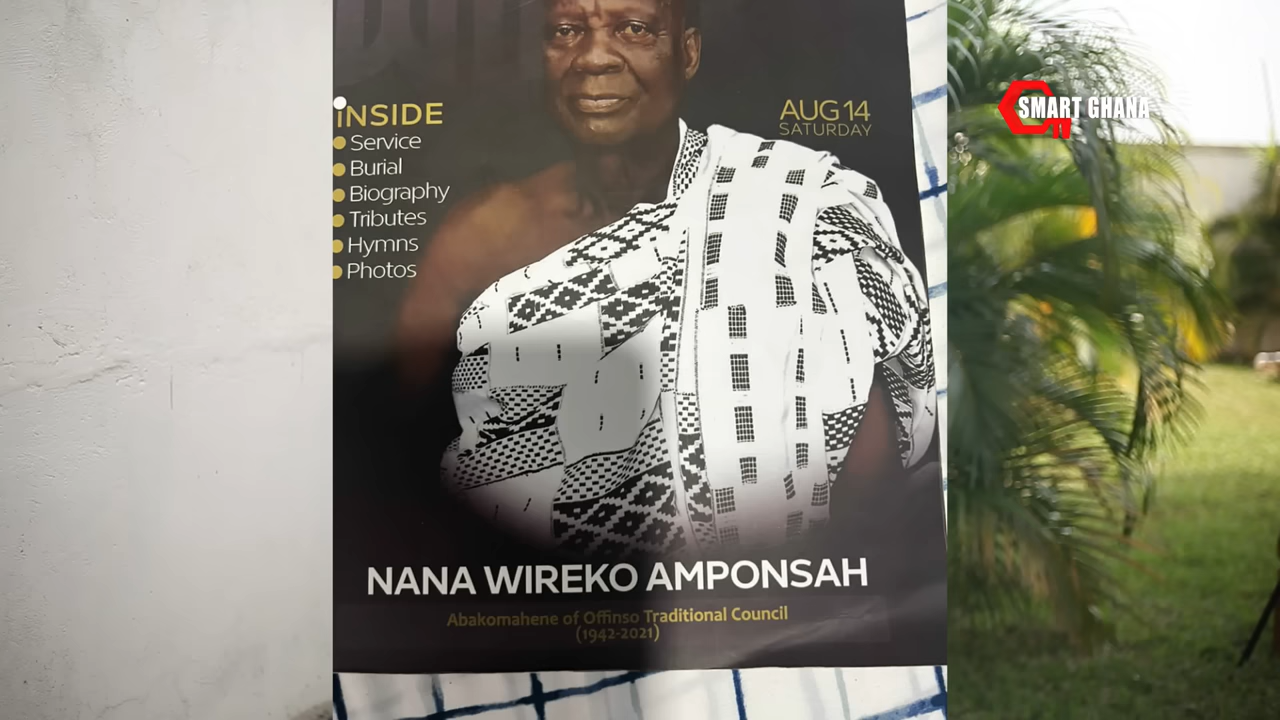 INSIDE
Service
Burial
Biography
Tributes
Hymns
Photos
AUG 14
SATURDAY
NANA WIREKO AMPONSAH
Abakomahene of Offinso Traditional Council
(1942-2021)
SMART GHANA
TV